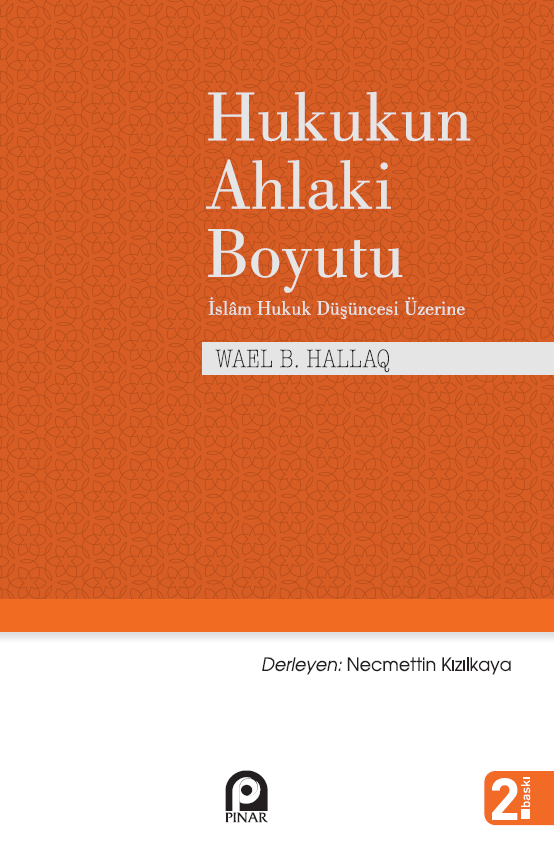 Hukukun
Ahlaki
Boyutu
İslâm Hukuk Düşüncesi Üzerine
WAEL B. HALLAQ
Derleyen: Necmettin Kızılkaya
PINAR
2. baskı